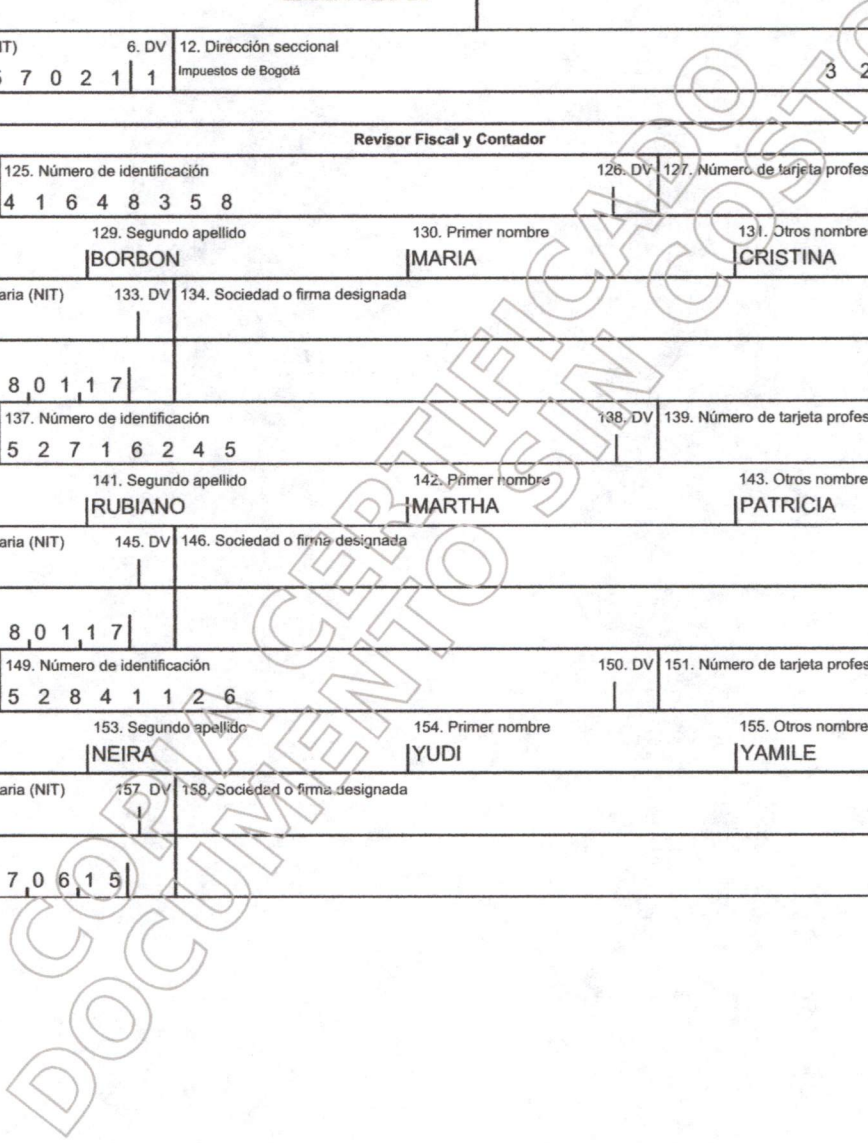 IT) 6. DV 12. Dirección seccional
5 7 0 2 1 1 Impuestos de Bogotá 3 2
Revisor Fiscal y Contador
125. Número de identificación 126. DV 127. Número de tarjeta profes
4 1 6 4 8 3 5 8
129. Segundo apellido 130. Primer nombre 131. Otros nombre
BORBON MARIA CRISTINA
aria (NIT) 133. DV 134. Sociedad o firma designada
8 0 1 1 7
137. Número de identificación 138. DV 139. Número de tarjeta profes
5 2 7 1 6 2 4 5
141. Segundo apellido 142. Primer nombre 143. Otros nombre
RUBIANO MARTHA PATRICIA
aria (NIT) 145. DV 146. Sociedad o firma designada
8 0 1 1 7
149. Número de identificación 150. DV 151. Número de tarjeta profes
5 2 8 4 1 1 2 6
153. Segundo apellido 154. Primer nombre 155. Otros nombre
NEIRA YUDI YAMILE
aria (NIT) 157. DV 158. Sociedad o firma designada
7 0 6 1 5
COPIA CERTIFICADO
DOCUMENTO SIN COSTO